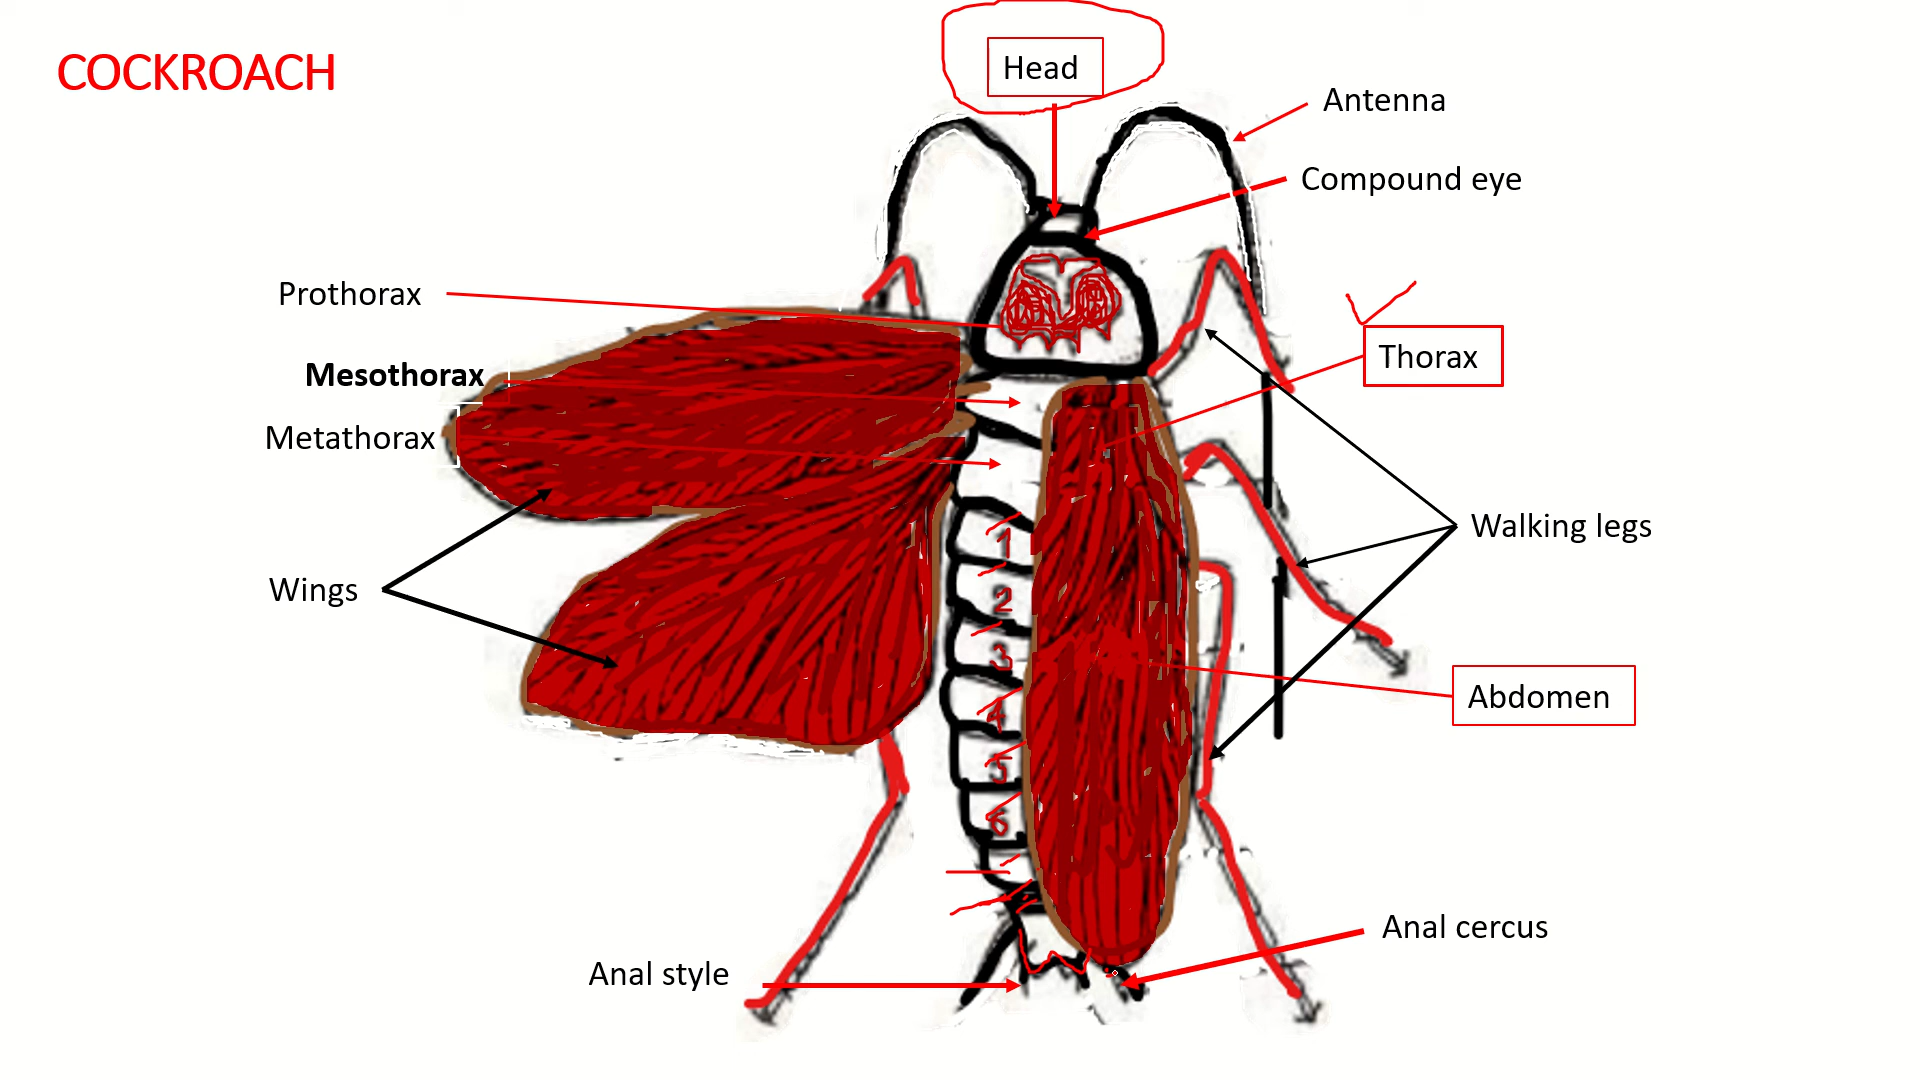 COCKROACH
Head
Antenna
Compound eye
Prothorax
Mesothorax
Thorax
Metathorax
Walking legs
1
2
Wings
3
Abdomen
4
5
6
Anal cercus
Anal style